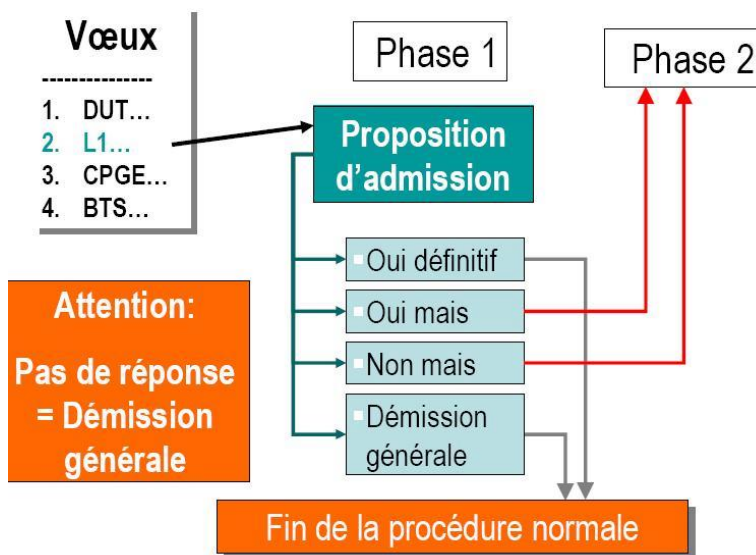 Vœux
---------------
1. DUT...
2. L1...
3. CPGE...
4. BTS...
Phase 1
Phase 2
Proposition
d'admission
Oui définitif
Oui mais
Non mais
Démission
générale
Attention:
Pas de réponse
= Démission
générale
Fin de la procédure normale